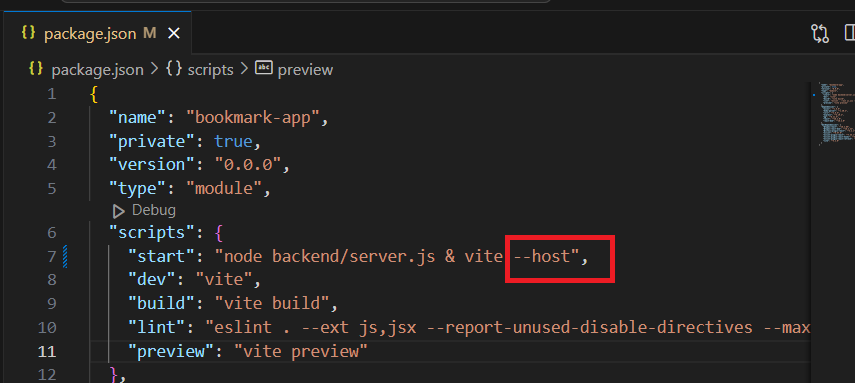 {} package.json M ×
{} package.json > {} scripts > abc preview
1 {
2 "name": "bookmark-app",
3 "private": true,
4 "version": "0.0.0",
5 "type": "module",
Debug
6 "scripts": {
7 "start": "node backend/server.js & vite --host",
8 "dev": "vite",
9 "build": "vite build",
10 "lint": "eslint . --ext js,jsx --report-unused-disable-directives --max
11 "preview": "vite preview"
12 },